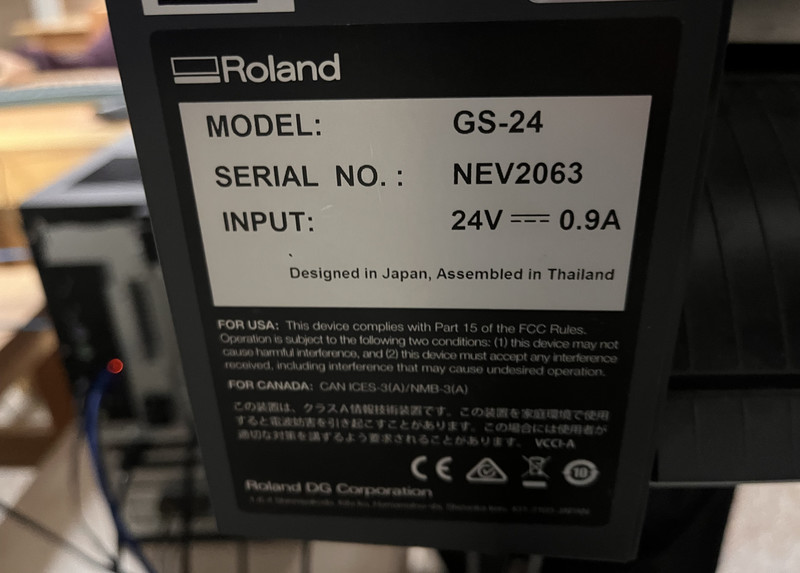 Roland
MODEL: GS-24
SERIAL NO.: NEV2063
INPUT: 24V ⎓ 0.9A
Designed in Japan, Assembled in Thailand
FOR USA: This device complies with Part 15 of the FCC Rules.
Operation is subject to the following two conditions: (1) this device may not
cause harmful interference, and (2) this device must accept any interference
received, including interference that may cause undesired operation.
FOR CANADA: CAN ICES-3(A)/NMB-3(A)
この装置は、クラスA情報技術装置です。この装置を家庭環境で使用
すると電波妨害を引き起こすことがあります。この場合には使用者が
適切な対策を講ずるよう要求されることがあります。 VCCI-A
CE
10
Roland DG Corporation